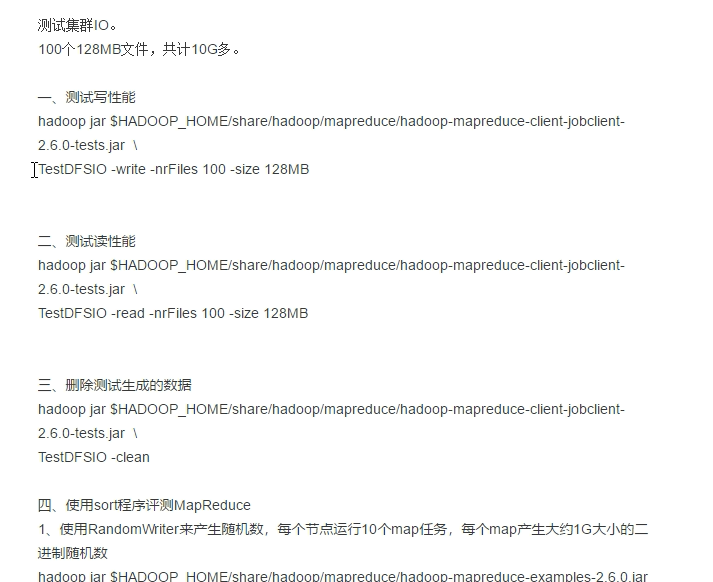 测试集群IO。
100个128MB文件，共计10G多。
一、测试写性能
hadoop jar $HADOOP_HOME/share/hadoop/mapreduce/hadoop-mapreduce-client-jobclient-
2.6.0-tests.jar  \
TestDFSIO -write -nrFiles 100 -size 128MB
二、测试读性能
hadoop jar $HADOOP_HOME/share/hadoop/mapreduce/hadoop-mapreduce-client-jobclient-
2.6.0-tests.jar  \
TestDFSIO -read -nrFiles 100 -size 128MB
三、删除测试生成的数据
hadoop jar $HADOOP_HOME/share/hadoop/mapreduce/hadoop-mapreduce-client-jobclient-
2.6.0-tests.jar  \
TestDFSIO -clean
四、使用sort程序评测MapReduce
1、使用RandomWriter来产生随机数，每个节点运行10个map任务，每个map产生大约1G大小的二
进制随机数
hadoop jar $HADOOP_HOME/share/hadoop/mapreduce/hadoop-mapreduce-examples-2.6.0.jar